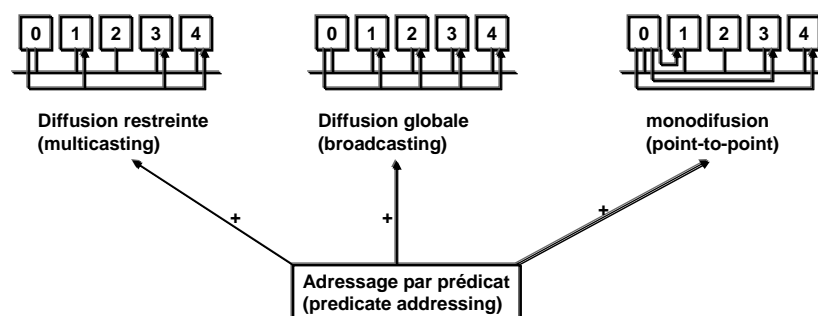 0 1 2 3 4
0 1 2 3 4
0 1 2 3 4
Diffusion restreinte
(multicasting)
Diffusion globale
(broadcasting)
monodifusion
(point-to-point)
+
+
+
Adressage par prédicat
(predicate addressing)